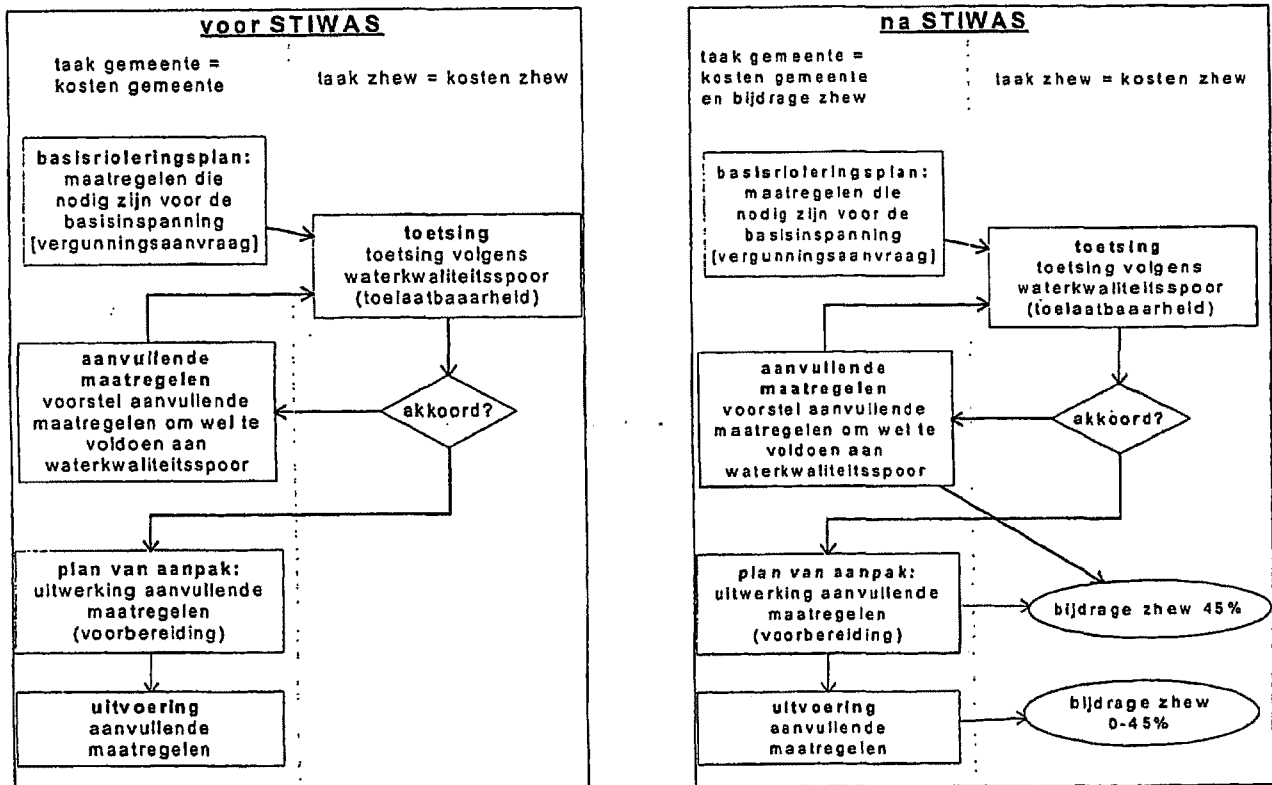 voor STIWAS
taak gemeente =
kosten gemeente
taak zhew = kosten zhew
basisrioleringsplan:
maatregelen die
nodig zijn voor de
basisinspanning
[vergunningsaanvraag]
toetsing
toetsing volgens
waterkwaliteitsspoor
(toelaatbaaarheid)
aanvullende
maatregelen
voorstel aanvullende
maatregelen om wel te
voldoen aan
waterkwaliteitsspoor
akkoord?
plan van aanpak:
uitwerking aanvullende
maatregelen
(voorbereiding)
uitvoering
aanvullende
maatregelen
na STIWAS
taak gemeente =
kosten gemeente
en bijdrage zhew
taak zhew = kosten zhew
basisrioleringsplan:
maatregelen die
nodig zijn voor de
basisinspanning
[vergunningsaanvraag]
toetsing
toetsing volgens
waterkwaliteitsspoor
(toelaatbaaarheid)
aanvullende
maatregelen
voorstel aanvullende
maatregelen om wel te
voldoen aan
waterkwaliteitsspoor
akkoord?
plan van aanpak:
uitwerking aanvullende
maatregelen
(voorbereiding)
bijdrage zhew 45%
uitvoering
aanvullende
maatregelen
bijdrage zhew
0-45%